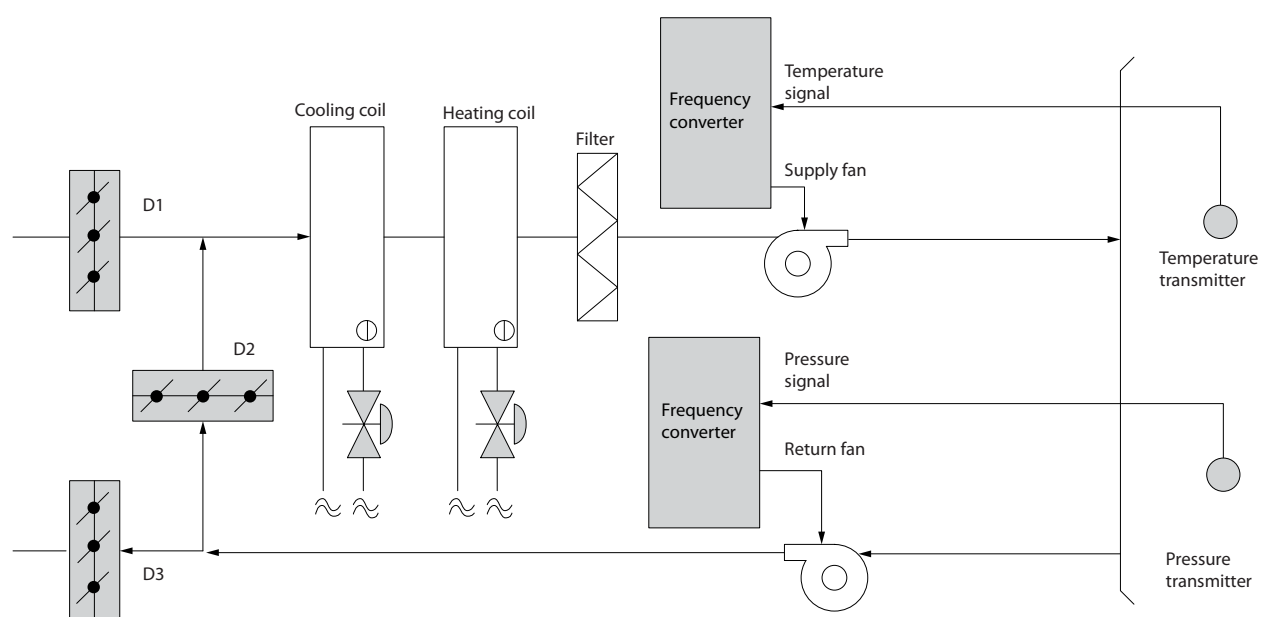 Temperature
signal
Frequency
converter
Cooling coil
Heating coil
Filter
Supply fan
D1
Temperature
transmitter
D2
Pressure
signal
Frequency
converter
Return fan
D3
Pressure
transmitter